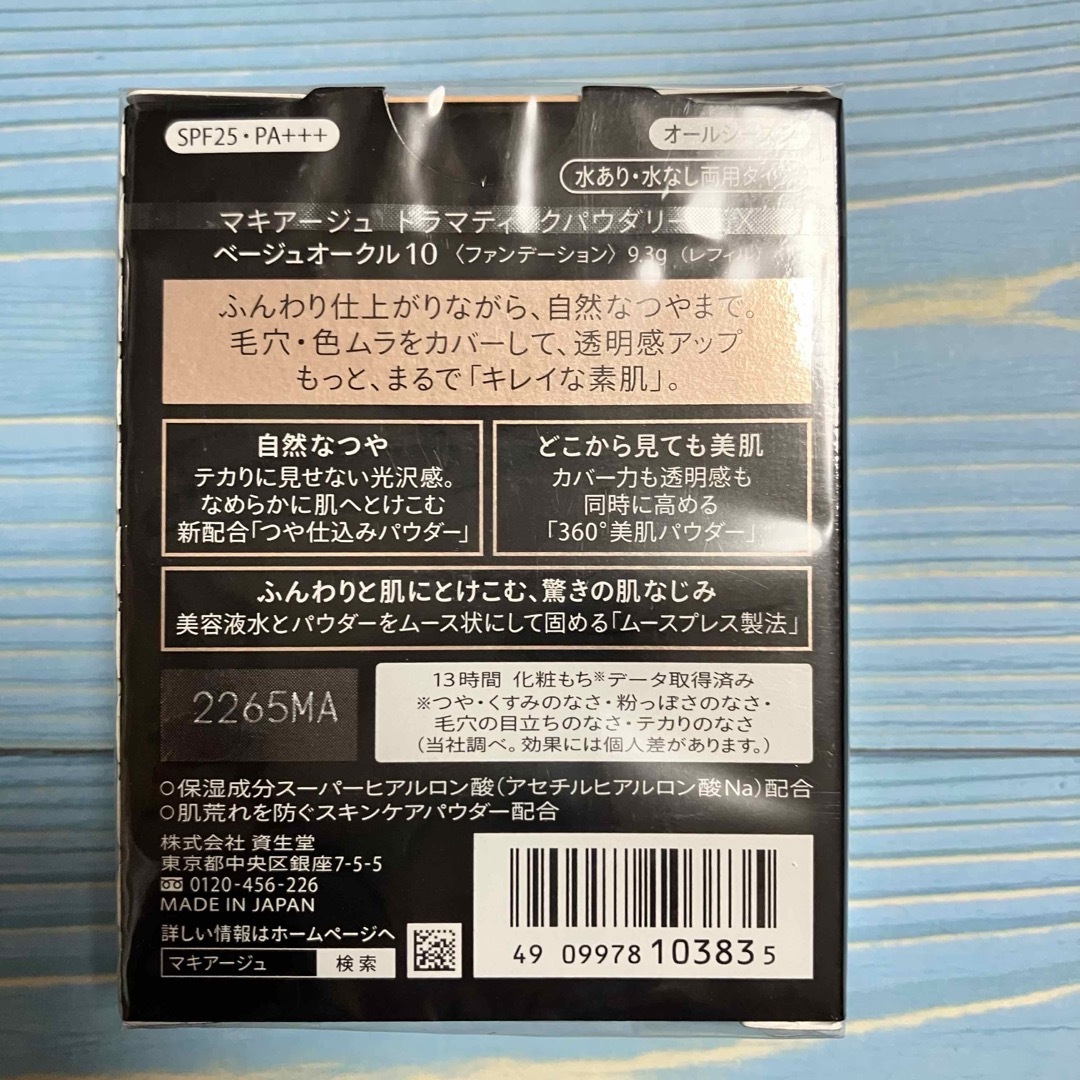 SPF25・PA+++
オールシーズン
水あり・水なし両用タイプ
マキアージュ ドラマティックパウダリー EX
ベージュオークル10 〈ファンデーション〉 9.3g (レフィル)
ふんわり仕上がりながら、自然なつやまで。
毛穴・色ムラをカバーして、透明感アップ
もっと、まるで「キレイな素肌」。
自然なつや
テカりに見せない光沢感。
なめらかに肌へとけこむ
新配合「つや仕込みパウダー」
どこから見ても美肌
カバー力も透明感も
同時に高める
「360°美肌パウダー」
ふんわりと肌にとけこむ、驚きの肌なじみ
美容液水とパウダーをムース状にして固める「ムースプレス製法」
2265MA
13時間 化粧もち※データ取得済み
※つや・くすみのなさ・粉っぽさのなさ・
毛穴の目立ちのなさ・テカりのなさ
(当社調べ。効果には個人差があります。)
○保湿成分スーパーヒアルロン酸(アセチルヒアルロン酸Na)配合
○肌荒れを防ぐスキンケアパウダー配合
株式会社 資生堂
東京都中央区銀座7-5-5
0120-456-226
MADE IN JAPAN
詳しい情報はホームページへ
マキアージュ 検索
49 09978 103835